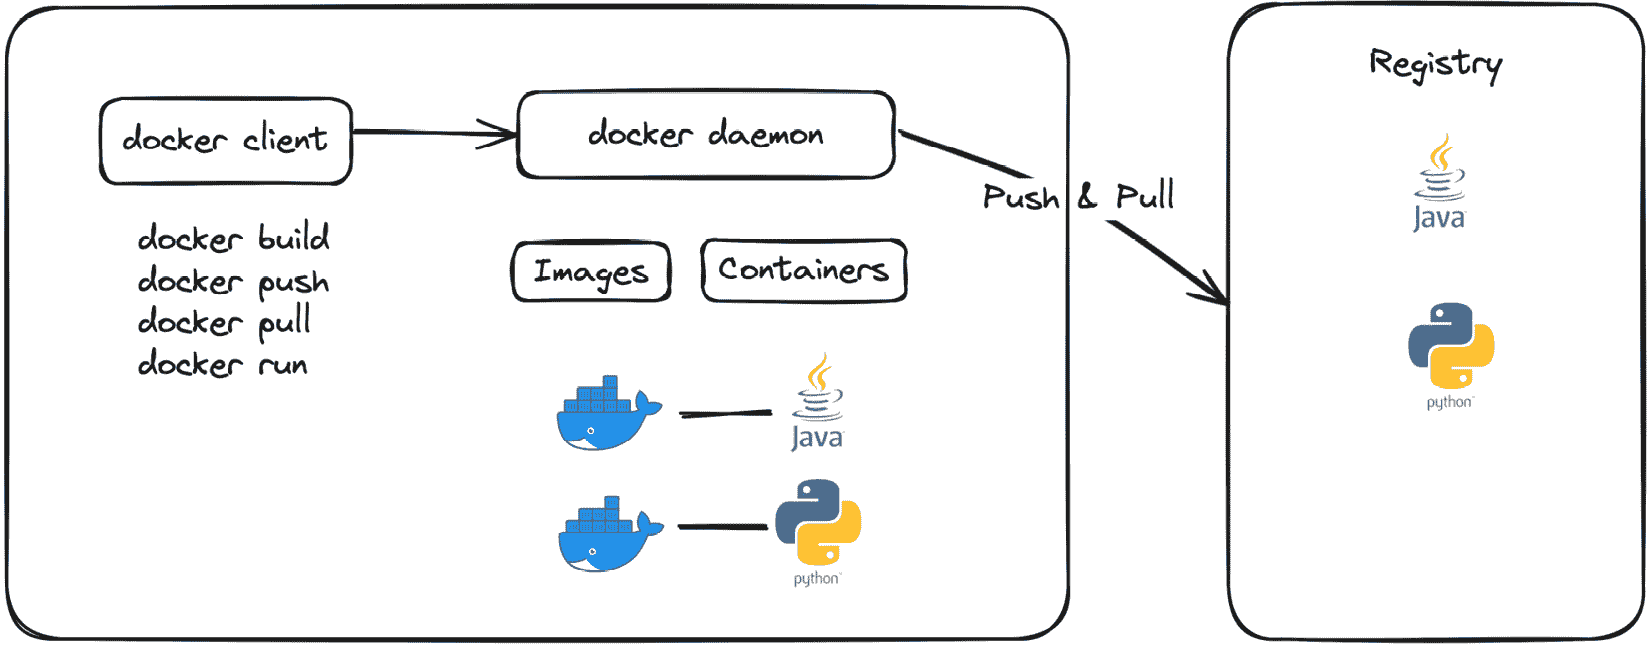 docker client
docker build
docker push
docker pull
docker run
docker daemon
Images
Containers
Java
python
Push & Pull
Registry
Java
python